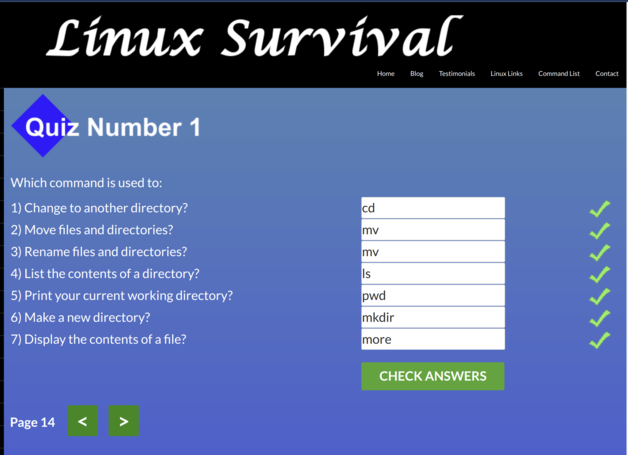 Linux Survival
Home Blog Testimonials Linux Links Command List Contact
Quiz Number 1
Which command is used to:
1) Change to another directory? cd
2) Move files and directories? mv
3) Rename files and directories? mv
4) List the contents of a directory? ls
5) Print your current working directory? pwd
6) Make a new directory? mkdir
7) Display the contents of a file? more
CHECK ANSWERS
Page 14 < >